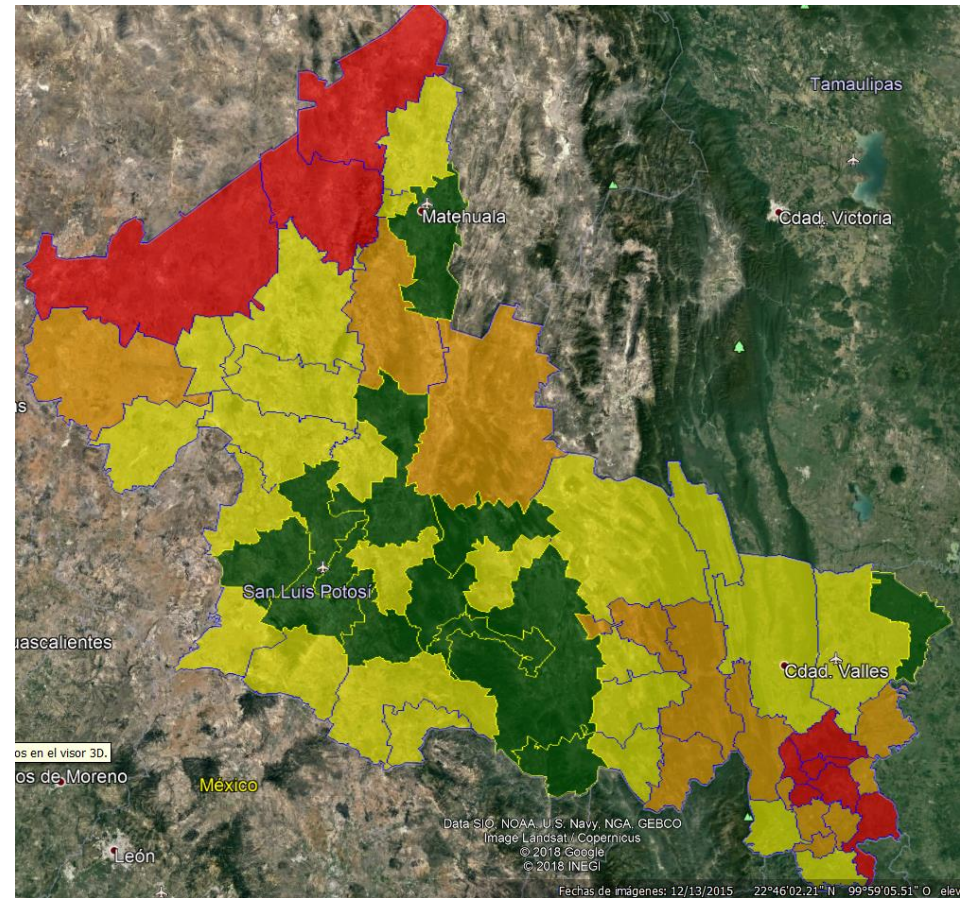 Tamaulipas
Matehuala
Cdad. Victoria
as
San Luis Potosí
uascalientes
Cdad. Valles
os en el visor 3D.
os de Moreno
México
León
Data SIO, NOAA, U.S. Navy, NGA, GEBCO
Image Landsat / Copernicus
© 2018 Google
© 2018 INEGI
Fechas de imágenes: 12/13/2015 22°46'02.21" N 99°59'05.51" O elev